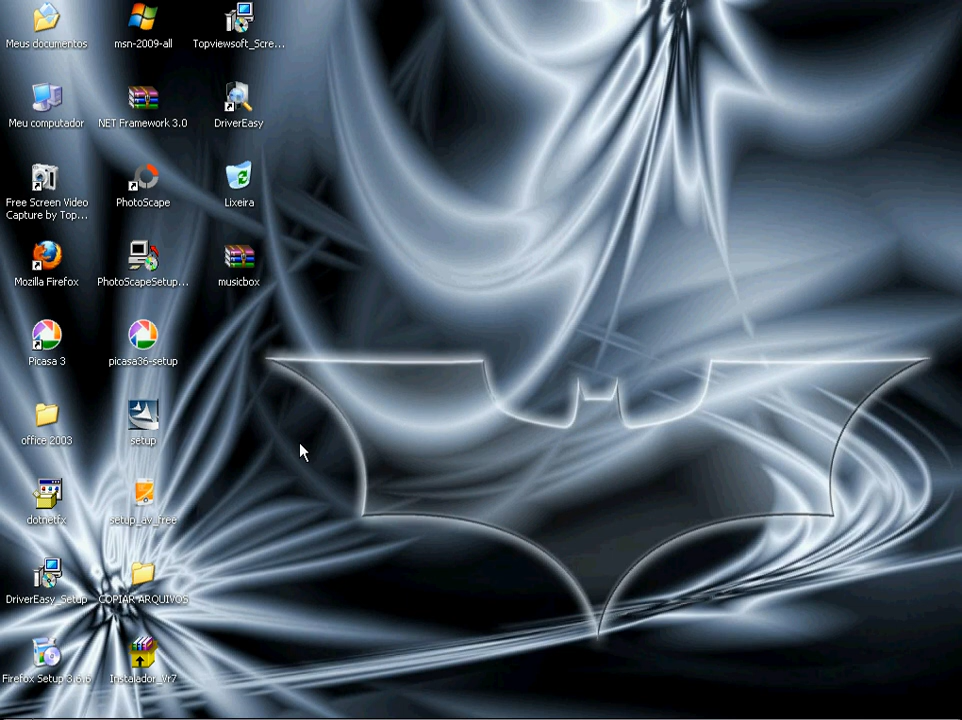 Meus documentos
msn-2009-all
Topviewsoft_Scre...
Meu computador
NET Framework 3.0
DriverEasy
Free Screen Video
Capture by Top...
PhotoScape
Lixeira
Mozilla Firefox
PhotoScapeSetup...
musicbox
Picasa 3
picasa36-setup
office 2003
setup
dotnetfx
setup_av_free
DriverEasy_Setup
COPIAR ARQUIVOS
Firefox Setup 3.6.6
Instalador_Vr7